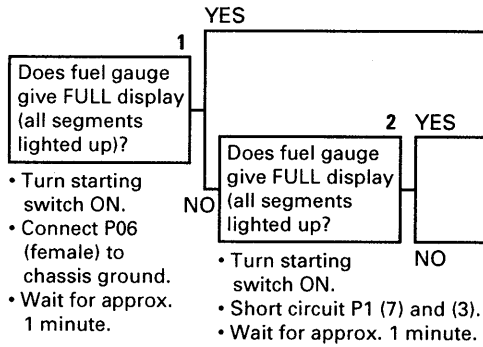 YES
1
Does fuel gauge
give FULL display
(all segments
lighted up)?
• Turn starting
switch ON.
• Connect P06
(female) to
chassis ground.
• Wait for approx.
1 minute.
NO
2 YES
Does fuel gauge
give FULL display
(all segments
lighted up?
NO
• Turn starting
switch ON.
• Short circuit P1 (7) and (3).
• Wait for approx. 1 minute.